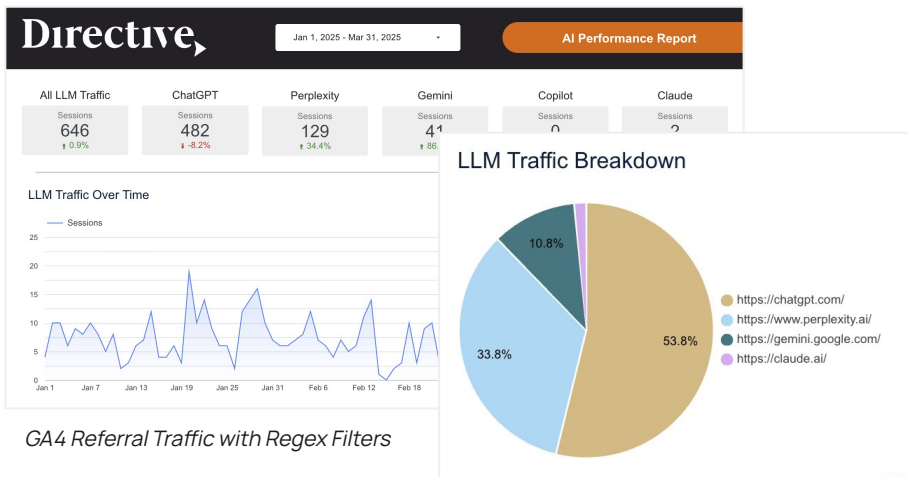 Directive
Jan 1, 2025 - Mar 31, 2025
AI Performance Report
All LLM Traffic
ChatGPT
Perplexity
Gemini
Copilot
Claude
Sessions
Sessions
Sessions
Sessions
Sessions
Sessions
646
482
129
41
0.9%
-8.2%
34.4%
86.
LLM Traffic Over Time
Sessions
25
20
15
10
5
0
Jan 1
Jan 7
Jan 13
Jan 19
Jan 25
Jan 31
Feb 6
Feb 12
Feb 18
LLM Traffic Breakdown
10.8%
33.8%
53.8%
https://chatgpt.com/
https://www.perplexity.ai/
https://gemini.google.com/
https://claude.ai/
GA4 Referral Traffic with Regex Filters